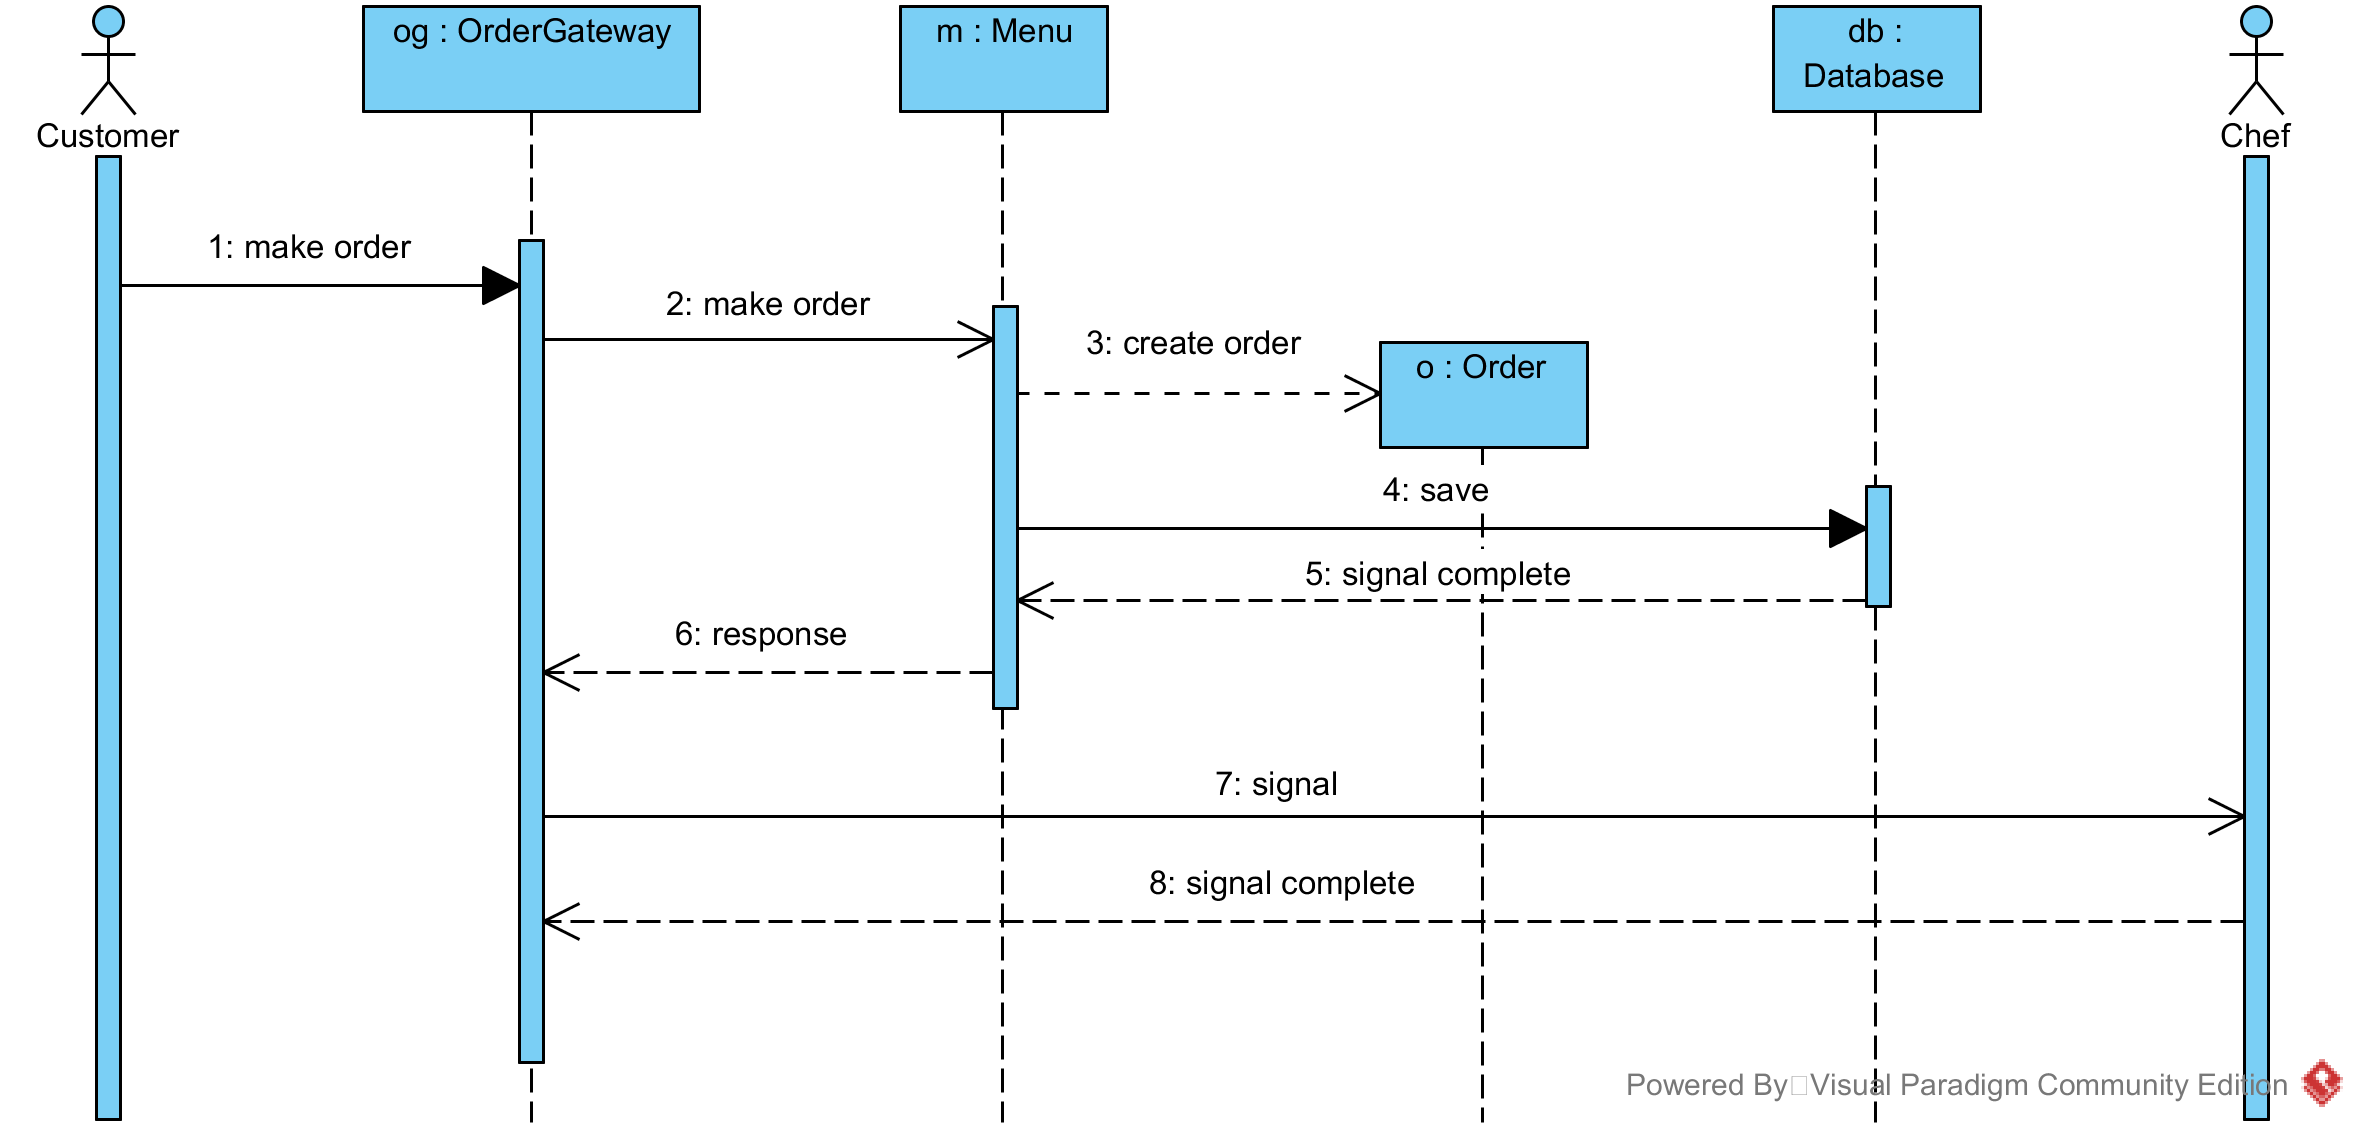 og : OrderGateway
m : Menu
db :
Database
Customer
Chef
1: make order
2: make order
3: create order
o : Order
4: save
5: signal complete
6: response
7: signal
8: signal complete
Powered By Visual Paradigm Community Edition